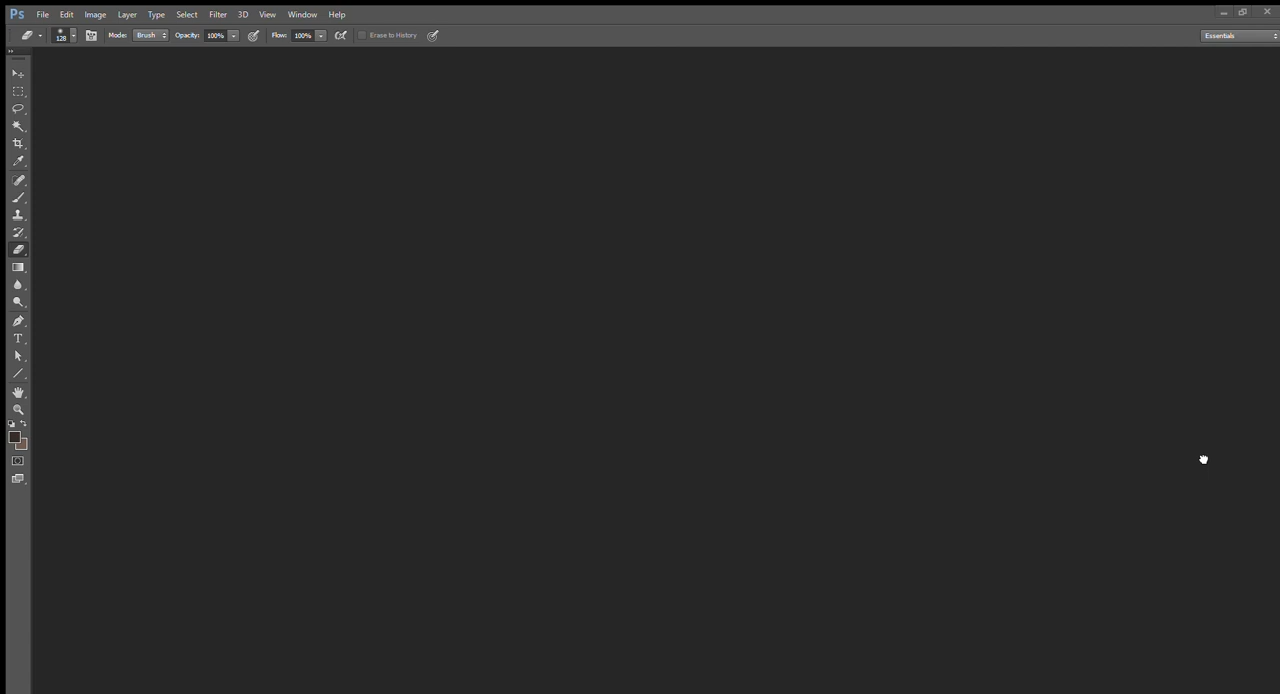 Ps File Edit Image Layer Type Select Filter 3D View Window Help
128 Mode: Brush Opacity: 100% Flow: 100% Erase to History Essentials
T